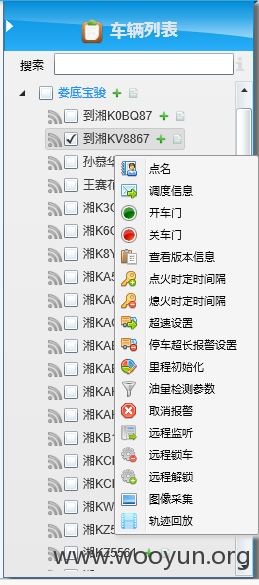 车辆列表
搜索
娄底宝骏
到湘K0BQ87
到湘KV8867
孙慕华
点名
王赛花
调度信息
湘K3C
开车门
湘K6C
关车门
湘K8Y
查看版本信息
湘KA5
点火时定时间隔
湘KAC
熄火时定时间隔
湘KAC
超速设置
湘KAE
停车超长报警设置
湘KAE
里程初始化
湘KAH
油量检测参数
湘KAH
取消报警
湘KB1
远程监听
湘KCH
远程锁车
湘KCH
远程解锁
湘KW
图像采集
湘KZ5
轨迹回放
湘KZ5561
www.wooyun.org